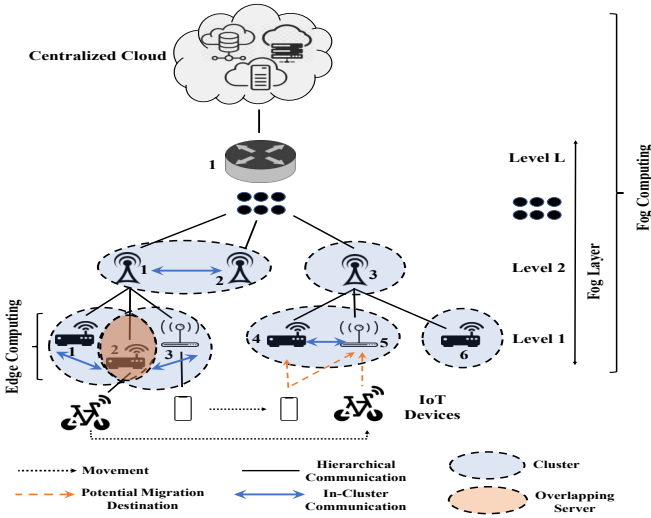 Centralized Cloud
1
Level L
Fog Computing
Fog Layer
1
2
3
Level 2
Edge Computing
1
2
3
4
5
6
Level 1
IoT
Devices
Movement
Hierarchical
Communication
Cluster
Potential Migration
Destination
In-Cluster
Communication
Overlapping
Server